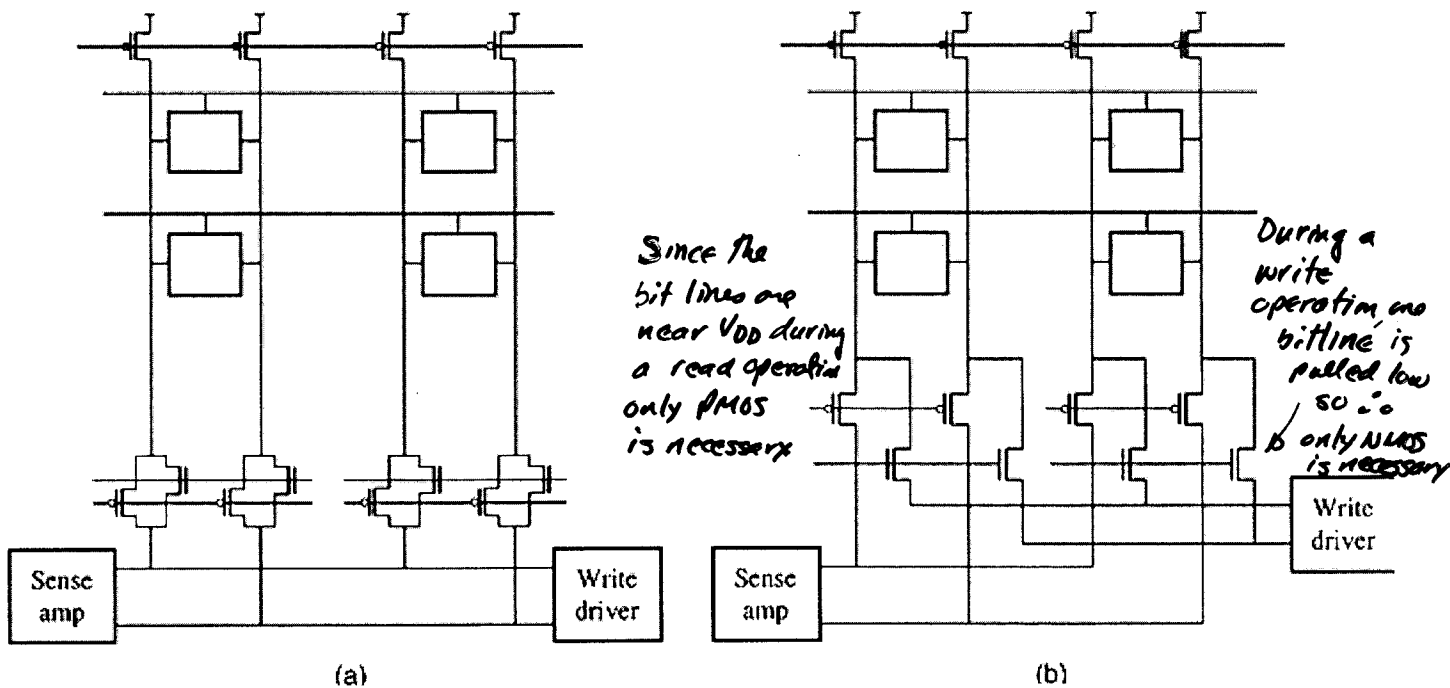 Since the
bit lines are
near VDD during
a read operation
only PMOS
is necessary
During a
write
operation, one
bitline is
pulled low
so ∴
only NMOS
is necessary
Sense
amp
Write
driver
Sense
amp
Write
driver
(a)
(b)